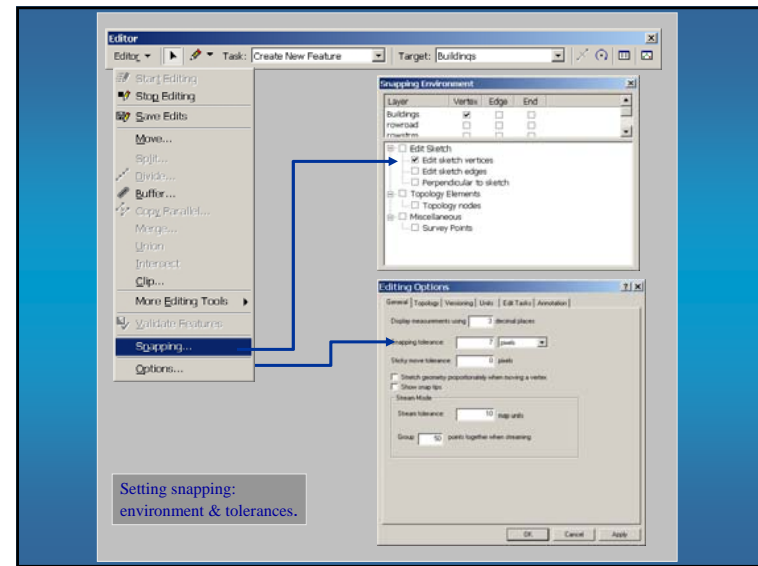 Editor
Editor Task: Create New Feature Target: Buildings
Start Editing
Stop Editing
Save Edits
Move...
Split...
Divide...
Buffer...
Copy Parallel...
Merge...
Union
Intersect
Clip...
More Editing Tools
Validate Features
Snapping...
Options...
Snapping Environment
Layer Vertex Edge End
Buildings
rowroad
Edit Sketch
Edit sketch vertices
Edit sketch edges
Perpendicular to sketch
Topology Elements
Topology nodes
Miscellaneous
Survey Points
Editing Options
General Topology Versioning Units Edit Tasks Annotation
Display measurements using 3 decimal places
Snapping tolerance: 7 pixels
Sticky move tolerance: 0 pixels
Stretch geometry proportionately when moving a vertex
Show snap tips
Stream Mode
Stream tolerance: 10 map units
Group 50 points together when streaming
OK Cancel Apply
Setting snapping:
environment & tolerances.